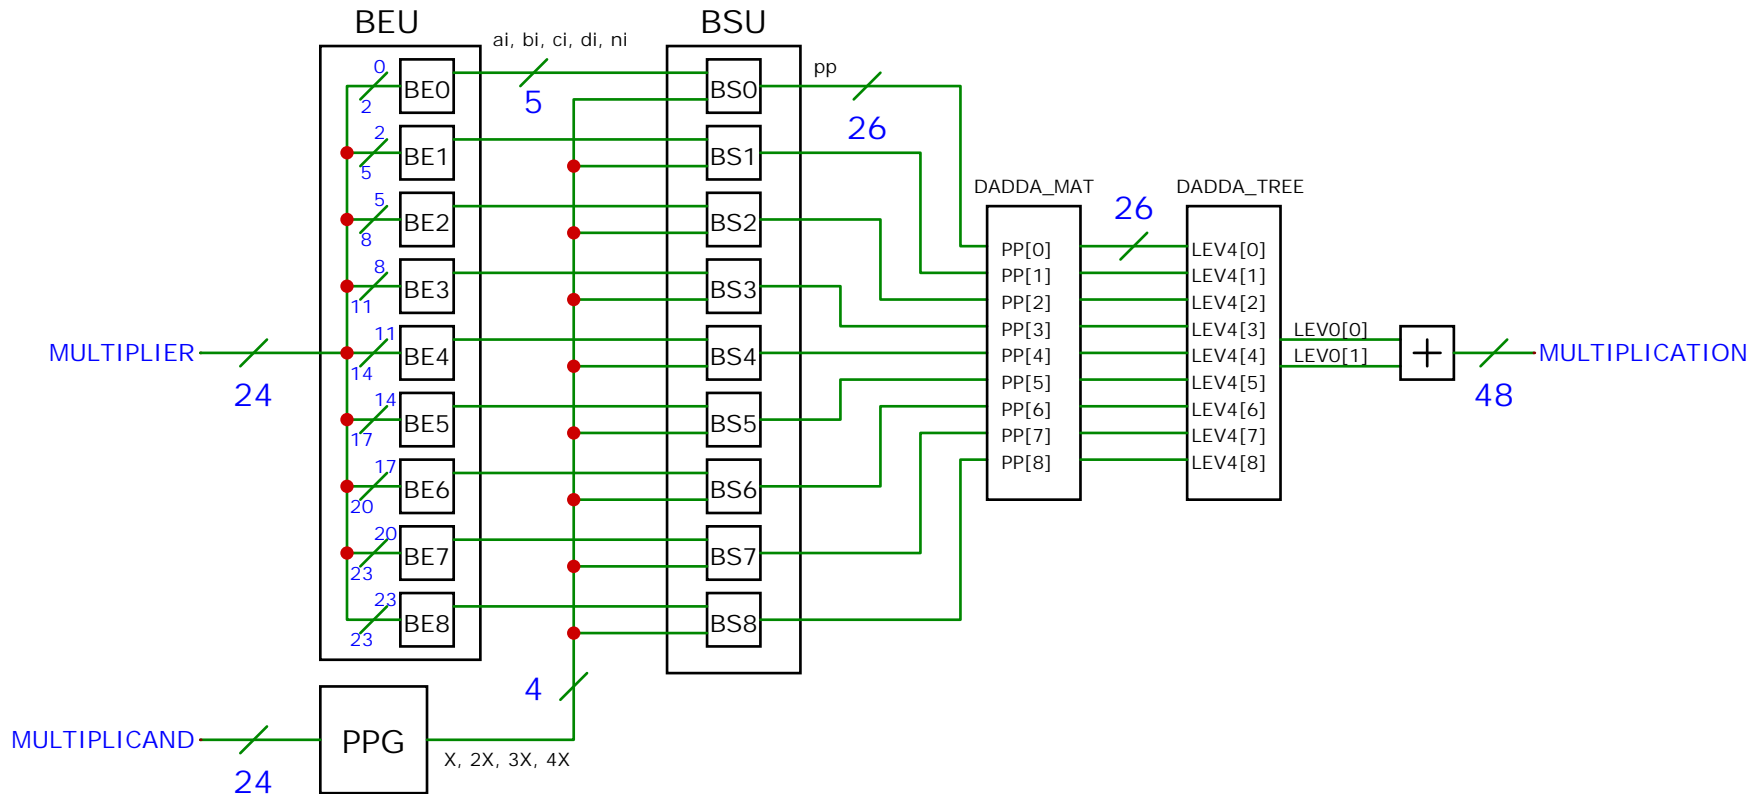 BEU
BSU
ai, bi, ci, di, ni
5
pp
26
0
2
BE0
BS0
2
5
BE1
BS1
5
8
BE2
BS2
8
11
BE3
BS3
11
14
BE4
BS4
14
17
BE5
BS5
17
20
BE6
BS6
20
23
BE7
BS7
23
23
BE8
BS8
MULTIPLIER
24
DADDA_MAT
PP[0]
PP[1]
PP[2]
PP[3]
PP[4]
PP[5]
PP[6]
PP[7]
PP[8]
26
DADDA_TREE
LEV4[0]
LEV4[1]
LEV4[2]
LEV4[3]
LEV4[4]
LEV4[5]
LEV4[6]
LEV4[7]
LEV4[8]
LEV0[0]
LEV0[1]
+
MULTIPLICATION
48
4
MULTIPLICAND
24
PPG
X, 2X, 3X, 4X